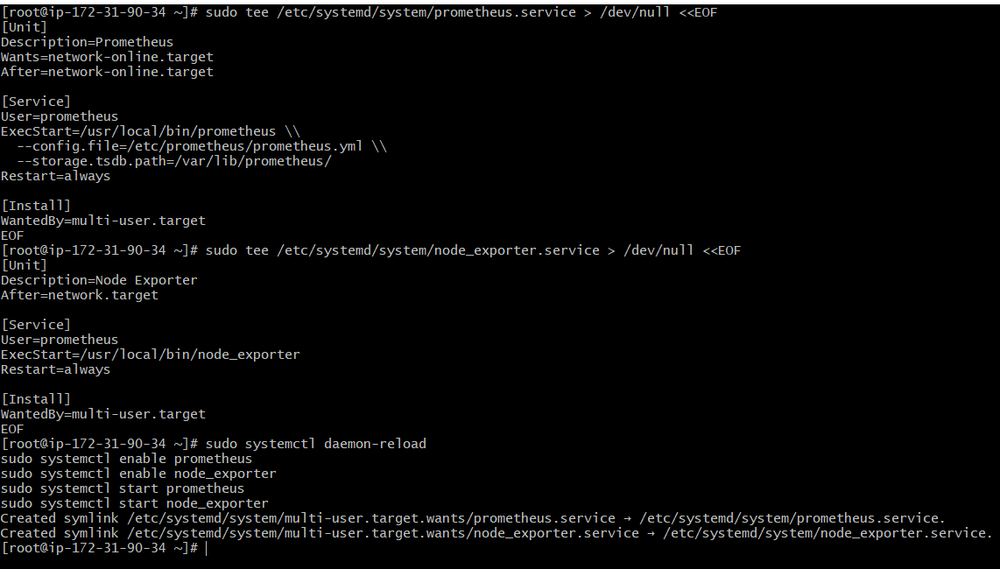 [root@ip-172-31-90-34 ~]# sudo tee /etc/systemd/system/prometheus.service > /dev/null <<EOF
[Unit]
Description=Prometheus
Wants=network-online.target
After=network-online.target

[Service]
User=prometheus
ExecStart=/usr/local/bin/prometheus \\
  --config.file=/etc/prometheus/prometheus.yml \\
  --storage.tsdb.path=/var/lib/prometheus/
Restart=always

[Install]
WantedBy=multi-user.target
EOF
[root@ip-172-31-90-34 ~]# sudo tee /etc/systemd/system/node_exporter.service > /dev/null <<EOF
[Unit]
Description=Node Exporter
After=network.target

[Service]
User=prometheus
ExecStart=/usr/local/bin/node_exporter
Restart=always

[Install]
WantedBy=multi-user.target
EOF
[root@ip-172-31-90-34 ~]# sudo systemctl daemon-reload
sudo systemctl enable prometheus
sudo systemctl enable node_exporter
sudo systemctl start prometheus
sudo systemctl start node_exporter
Created symlink /etc/systemd/system/multi-user.target.wants/prometheus.service → /etc/systemd/system/prometheus.service.
Created symlink /etc/systemd/system/multi-user.target.wants/node_exporter.service → /etc/systemd/system/node_exporter.service.
[root@ip-172-31-90-34 ~]#